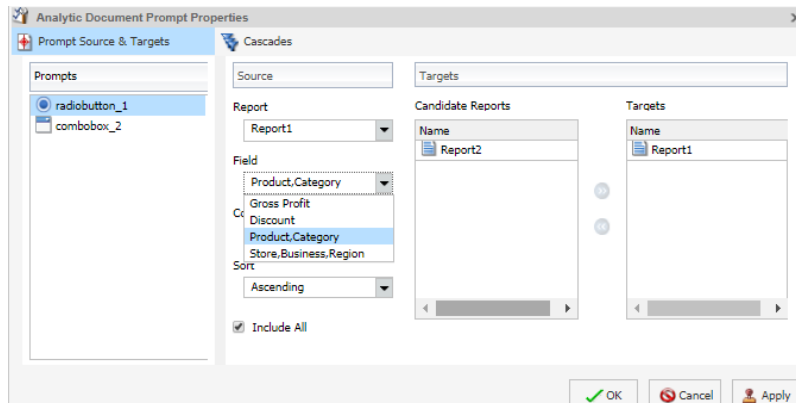 Analytic Document Prompt Properties
Prompt Source & Targets
Cascades
Prompts
radiobutton_1
combobox_2
Source
Report
Report1
Field
Product,Category
Gross Profit
Discount
Product,Category
Store,Business,Region
Sort
Ascending
Include All
Targets
Candidate Reports
Name
Report2
Targets
Name
Report1
OK
Cancel
Apply